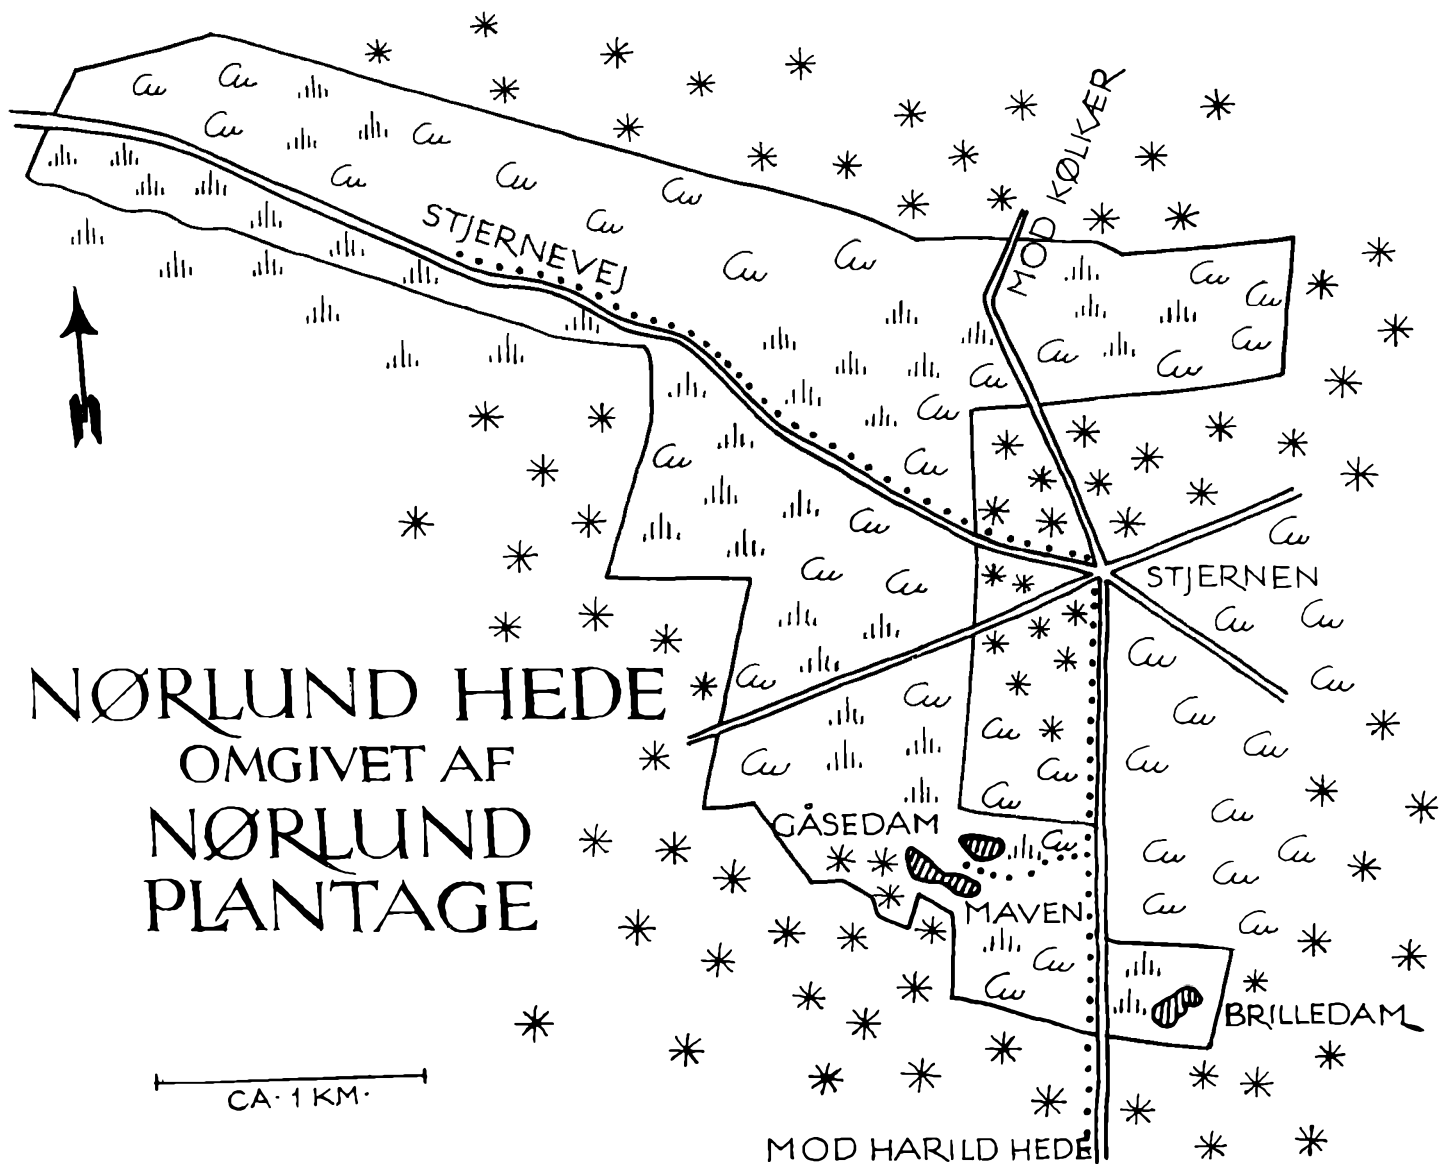 MOD KØLKÆR
STJERNEVEJ
STJERNEN
NØRLUND HEDE
OMGIVET AF
NØRLUND
PLANTAGE
GÅSEDAM
MAVEN
BRILLEDAM
CA. 1 KM.
MOD HARILD HEDE